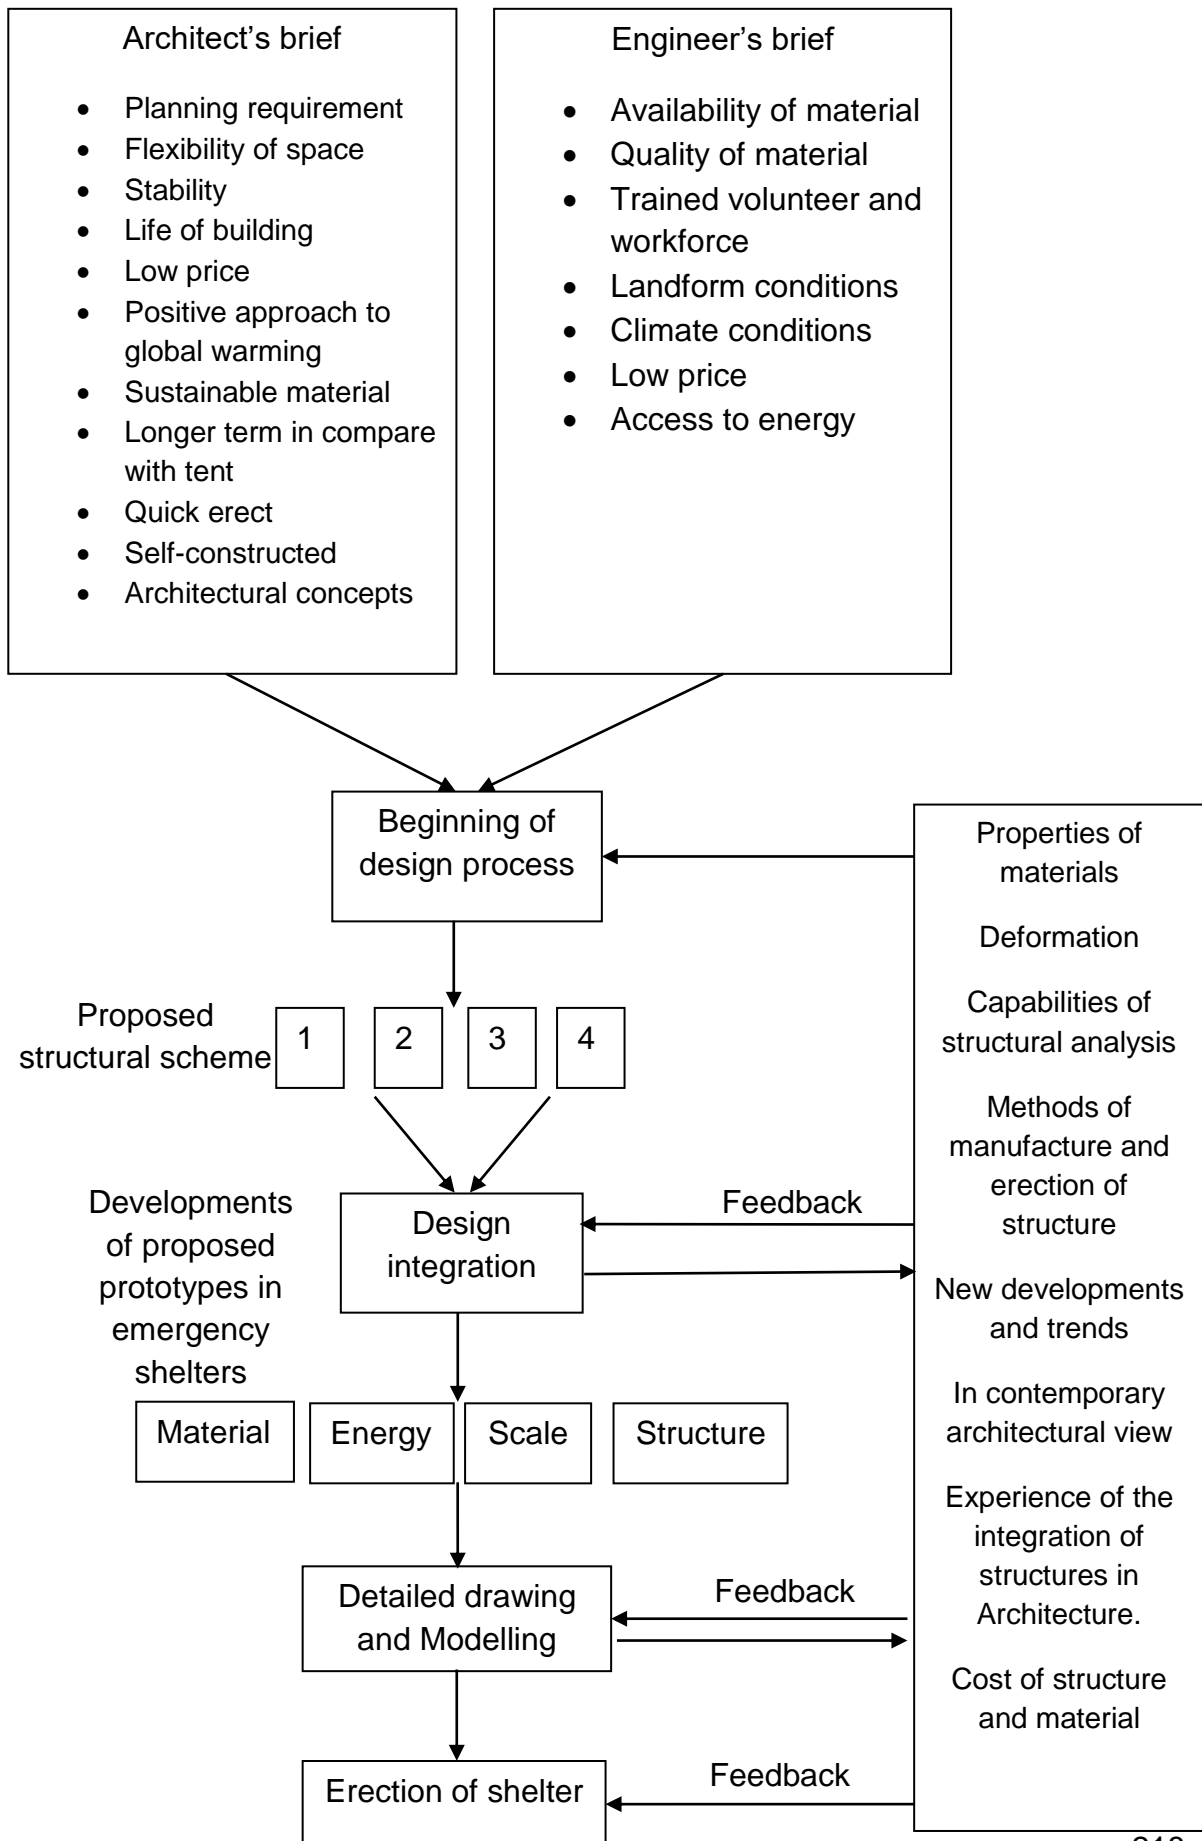 Architect’s brief
• Planning requirement
• Flexibility of space
• Stability
• Life of building
• Low price
• Positive approach to
global warming
• Sustainable material
• Longer term in compare
with tent
• Quick erect
• Self-constructed
• Architectural concepts
Engineer’s brief
• Availability of material
• Quality of material
• Trained volunteer and
workforce
• Landform conditions
• Climate conditions
• Low price
• Access to energy
Beginning of
design process
Proposed
structural scheme
1
2
3
4
Developments
of proposed
prototypes in
emergency
shelters
Design
integration
Feedback
Material
Energy
Scale
Structure
Detailed drawing
and Modelling
Feedback
Erection of shelter
Feedback
Properties of
materials
Deformation
Capabilities of
structural analysis
Methods of
manufacture and
erection of
structure
New developments
and trends
In contemporary
architectural view
Experience of the
integration of
structures in
Architecture.
Cost of structure
and material